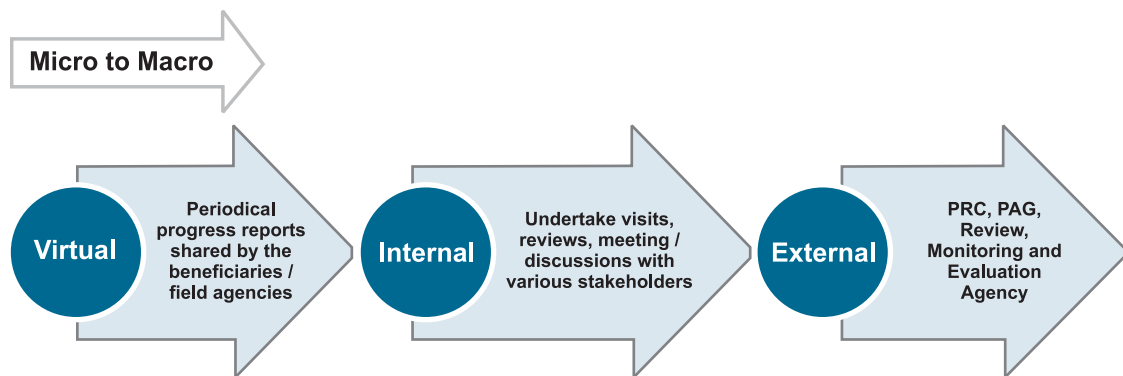 Micro to Macro
Virtual
Periodical
progress reports
shared by the
beneficiaries /
field agencies
Internal
Undertake visits,
reviews, meeting /
discussions with
various stakeholders
External
PRC, PAG,
Review,
Monitoring and
Evaluation
Agency